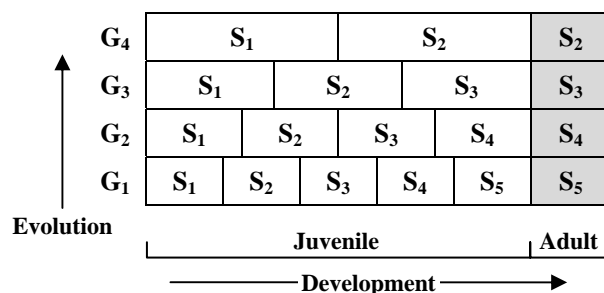 G₄ S₁ S₂ S₂
G₃ S₁ S₂ S₃ S₃
G₂ S₁ S₂ S₃ S₄ S₄
G₁ S₁ S₂ S₃ S₄ S₅ S₅
Evolution
Juvenile Adult
Development